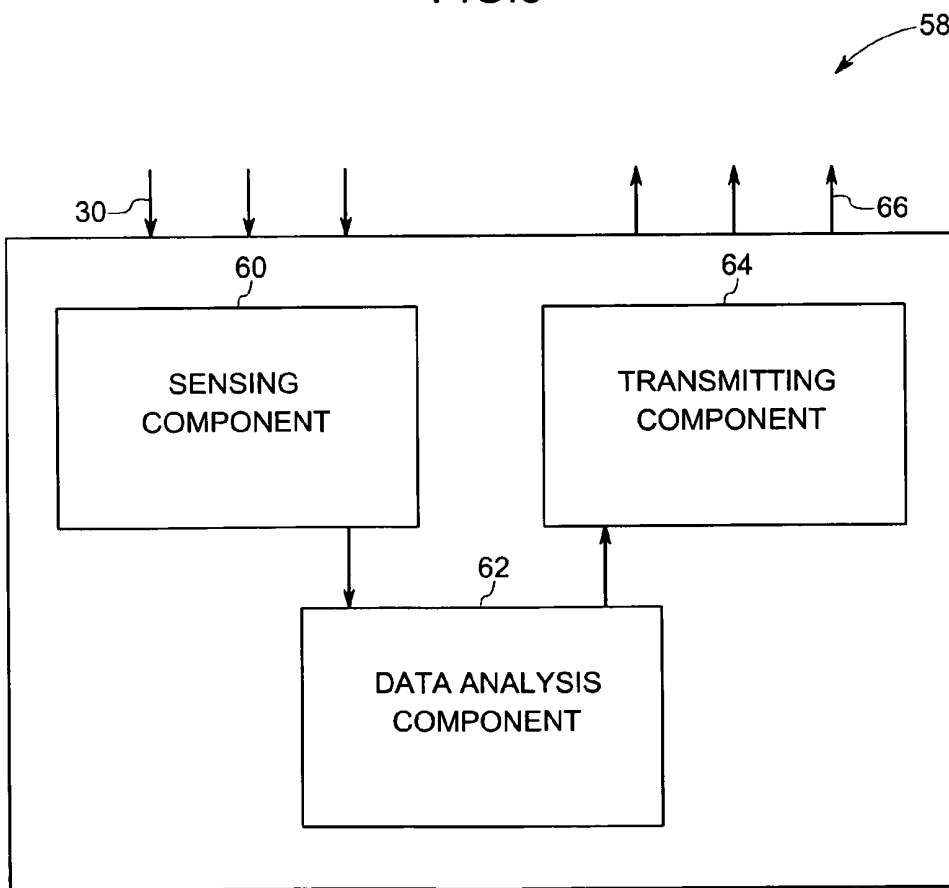 58
30
66
60
64
SENSING
COMPONENT
TRANSMITTING
COMPONENT
62
DATA ANALYSIS
COMPONENT